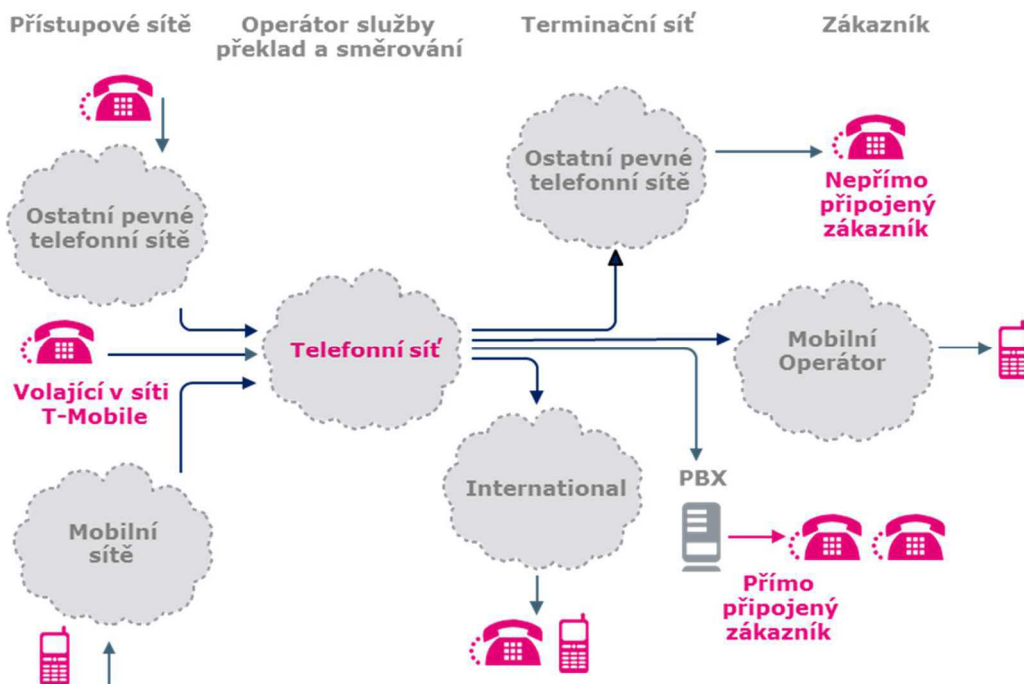 Přístupové sítě
Operátor služby
překlad a směrování
Terminační síť
Zákazník
Ostatní pevné
telefonní sítě
Nepřímo
připojený
zákazník
Ostatní pevné
telefonní sítě
Telefonní síť
Mobilní
Operátor
Volající v síti
T-Mobile
International
PBX
Mobilní
sítě
Přímo
připojený
zákazník